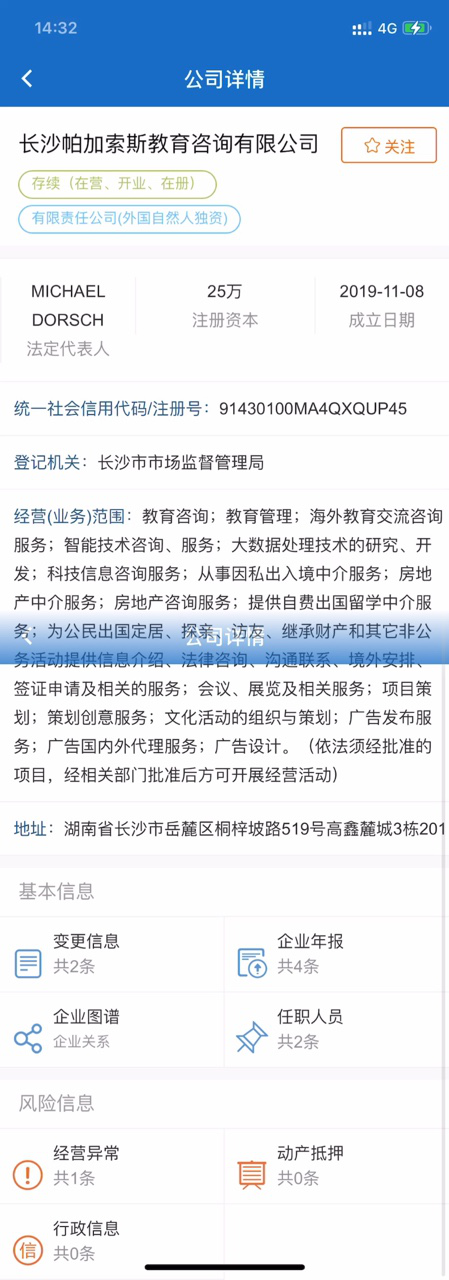 14:32
4G
公司详情
长沙帕加索斯教育咨询有限公司
关注
存续（在营、开业、在册）
有限责任公司(外国自然人独资)
MICHAEL
DORSCH
法定代表人
25万
注册资本
2019-11-08
成立日期
统一社会信用代码/注册号：91430100MA4QXQUP45
登记机关：长沙市市场监督管理局
经营(业务)范围：教育咨询；教育管理；海外教育交流咨询
服务；智能技术咨询、服务；大数据处理技术的研究、开
发；科技信息咨询服务；从事因私出入境中介服务；房地
产中介服务；房地产咨询服务；提供自费出国留学中介服
务；为公民出国定居、探亲、访友、继承财产和其它非公
公司详情
务活动提供信息介绍、法律咨询、沟通联系、境外安排、
签证申请及相关的服务；会议、展览及相关服务；项目策
划；策划创意服务；文化活动的组织与策划；广告发布服
务；广告国内外代理服务；广告设计。（依法须经批准的
项目，经相关部门批准后方可开展经营活动）
地址：湖南省长沙市岳麓区桐梓坡路519号高鑫麓城3栋201
基本信息
变更信息
共2条
企业年报
共4条
企业图谱
企业关系
任职人员
共2条
风险信息
经营异常
共1条
动产抵押
共0条
信
行政信息
共0条